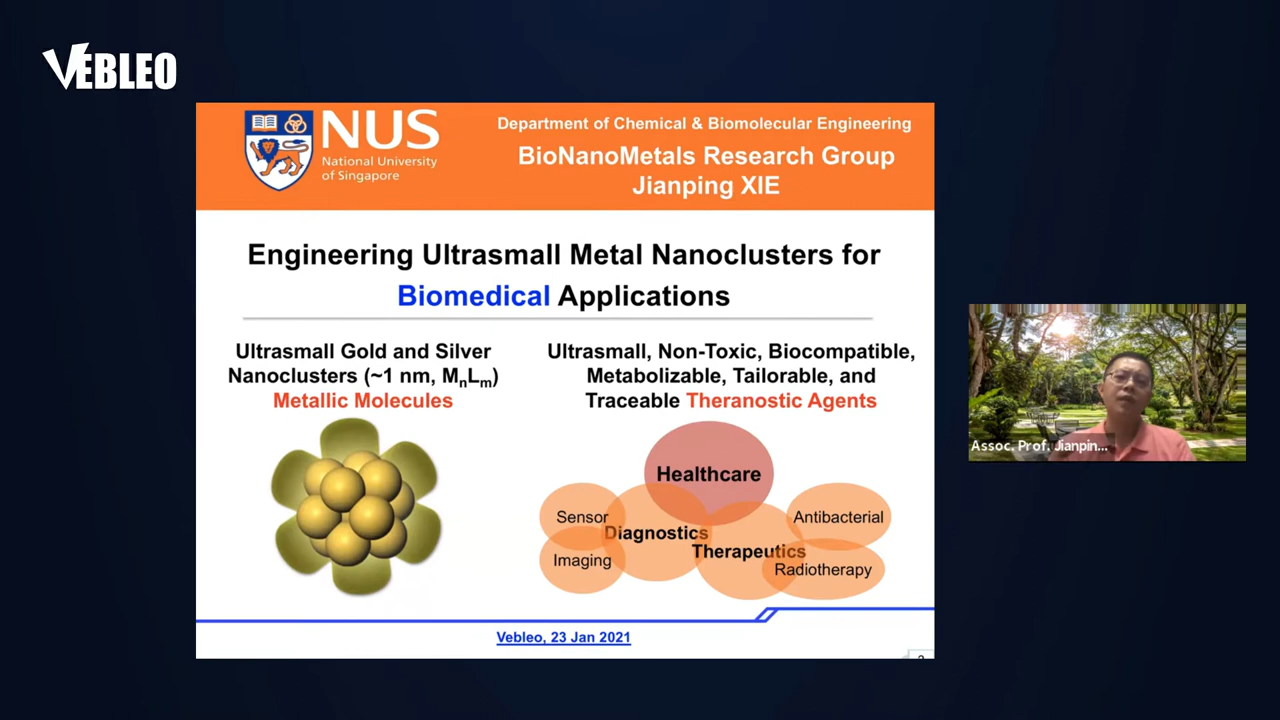 VEBLEO
NUS
National University
of Singapore
Department of Chemical & Biomolecular Engineering
BioNanoMetals Research Group
Jianping XIE
Engineering Ultrasmall Metal Nanoclusters for
Biomedical Applications
Ultrasmall Gold and Silver
Nanoclusters (~1 nm, MnLm)
Metallic Molecules
Ultrasmall, Non-Toxic, Biocompatible,
Metabolizable, Tailorable, and
Traceable Theranostic Agents
Healthcare
Sensor
Diagnostics
Imaging
Therapeutics
Antibacterial
Radiotherapy
Vebleo, 23 Jan 2021
Assoc. Prof. Jianpin...